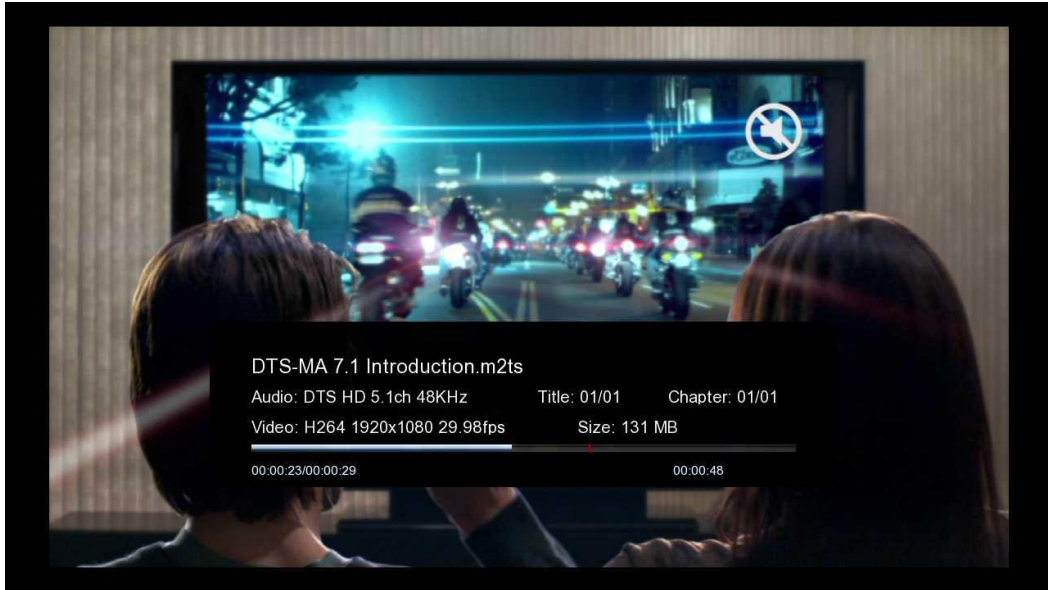 DTS-MA 7.1 Introduction.m2ts
Audio: DTS HD 5.1ch 48KHz Title: 01/01 Chapter: 01/01
Video: H264 1920x1080 29.98fps Size: 131 MB
00:00:23/00:00:29 00:00:48